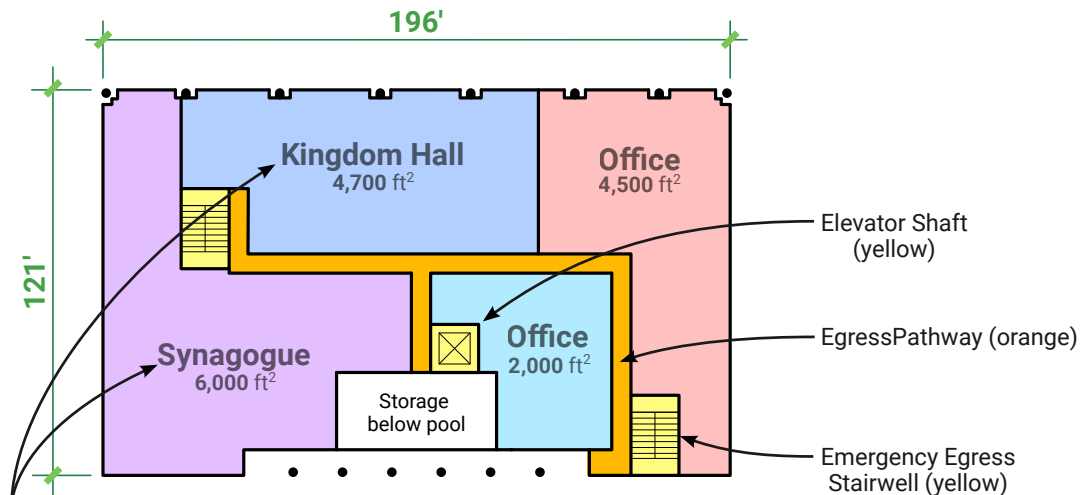 196'
121'
Kingdom Hall
4,700 ft²
Office
4,500 ft²
Elevator Shaft
(yellow)
EgressPathway (orange)
Office
2,000 ft²
Synagogue
6,000 ft²
Storage
below pool
Emergency Egress
Stairwell (yellow)